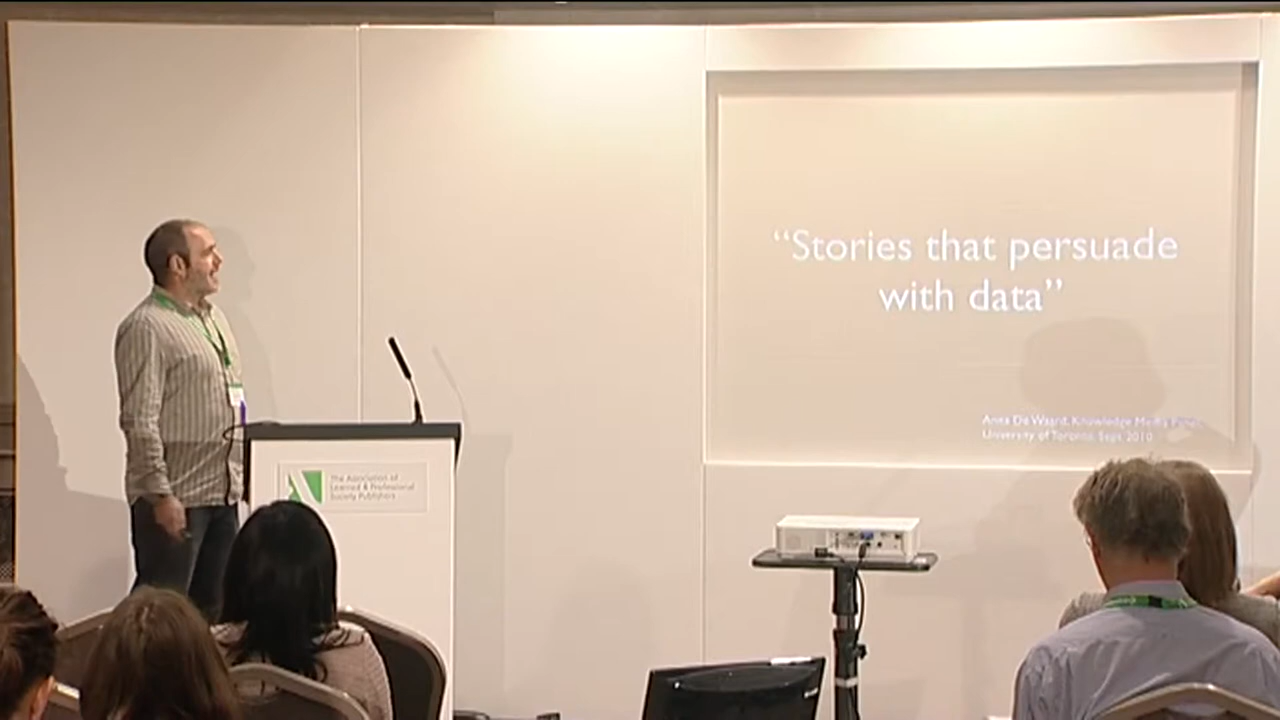 “Stories that persuade
with data”
Anita De Waard, Knowledge Media
University of Toronto, Sept 2010
The Association of
Learned & Professional
Society Publishers